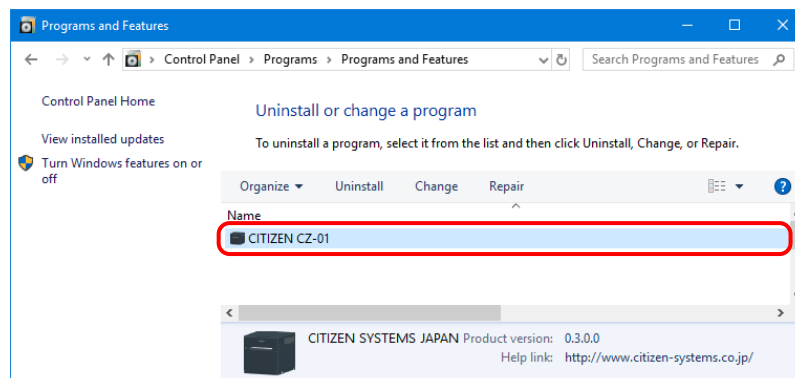 Programs and Features
Control Panel > Programs > Programs and Features
Search Programs and Features
Control Panel Home
View installed updates
Turn Windows features on or
off
Uninstall or change a program
To uninstall a program, select it from the list and then click Uninstall, Change, or Repair.
Organize Uninstall Change Repair
Name
CITIZEN CZ-01
CITIZEN SYSTEMS JAPAN Product version: 0.3.0.0
Help link: http://www.citizen-systems.co.jp/